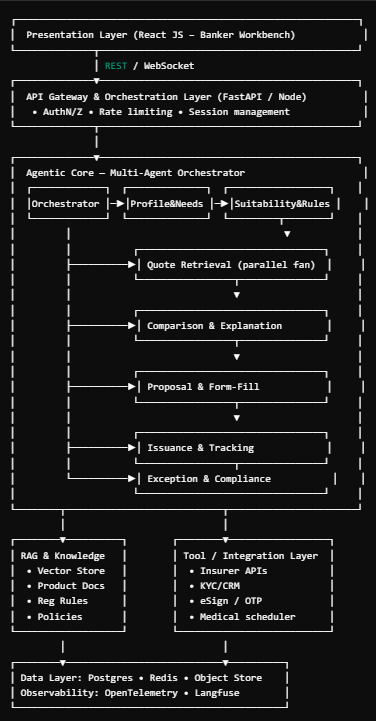 Presentation Layer (React JS – Banker Workbench)
REST / WebSocket
API Gateway & Orchestration Layer (FastAPI / Node)
• AuthN/Z • Rate limiting • Session management
Agentic Core — Multi-Agent Orchestrator
Orchestrator Profile&Needs Suitability&Rules
Quote Retrieval (parallel fan)
Comparison & Explanation
Proposal & Form-Fill
Issuance & Tracking
Exception & Compliance
RAG & Knowledge
• Vector Store
• Product Docs
• Reg Rules
• Policies
Tool / Integration Layer
• Insurer APIs
• KYC/CRM
• eSign / OTP
• Medical scheduler
Data Layer: Postgres • Redis • Object Store
Observability: OpenTelemetry • Langfuse